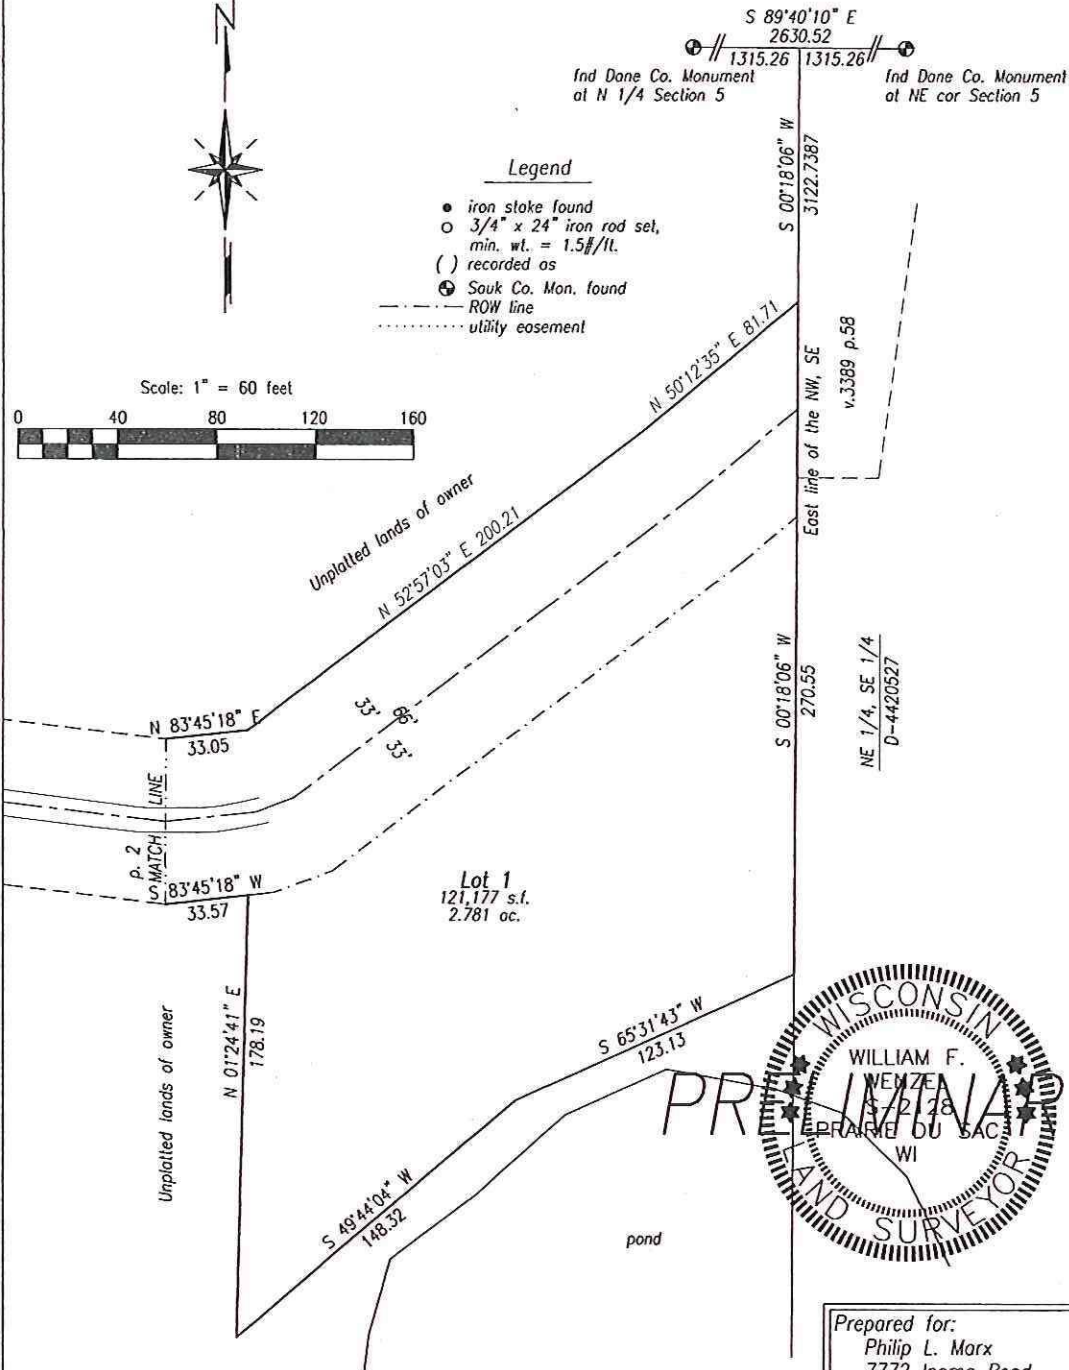 N
S 89°40'10" E
2630.52
1315.26 1315.26
fnd Dane Co. Monument
at N 1/4 Section 5
fnd Dane Co. Monument
at NE cor Section 5
S 00°18'06" W
3122.7387
Legend
iron stake found
3/4" x 24" iron rod set,
min. wt. = 1.5#/ft.
( ) recorded as
Sauk Co. Mon. found
ROW line
utility easement
Scale: 1" = 60 feet
0 40 80 120 160
N 50°12'35" E 81.71
East line of the NW, SE
v.3389 p.58
Unplatted lands of owner
N 52°57'03" E 200.21
33'
66'
33'
S 00°18'06" W
270.55
NE 1/4, SE 1/4
D-4420527
N 83°45'18" E
33.05
p. 2
MATCH LINE
S 83°45'18" W
33.57
Lot 1
121,177 s.f.
2.781 ac.
N 01°24'41" E
178.19
Unplatted lands of owner
S 65°31'43" W
123.13
S 49°44'04" W
148.32
pond
PRELIMINAR
WISCONSIN
WILLIAM F.
WENZEL
S-2128
PRAIRIE DU SAC
WI
LAND SURVEYOR
Prepared for:
Philip L. Marx